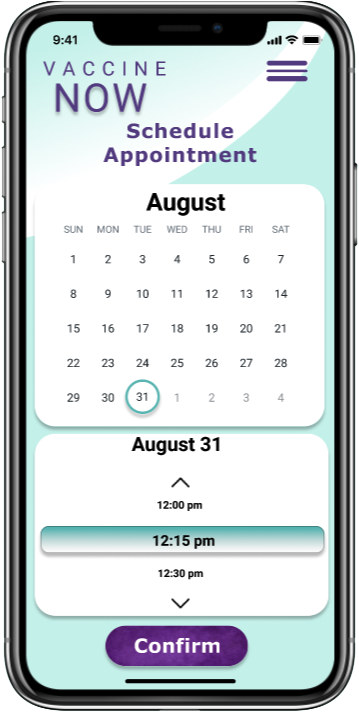 9:41
VACCINE
NOW
Schedule
Appointment
August
SUN MON TUE WED THU FRI SAT
1 2 3 4 5 6 7
8 9 10 11 12 13 14
15 16 17 18 19 20 21
22 23 24 25 26 27 28
29 30 31 1 2 3 4
August 31
12:00 pm
12:15 pm
12:30 pm
Confirm